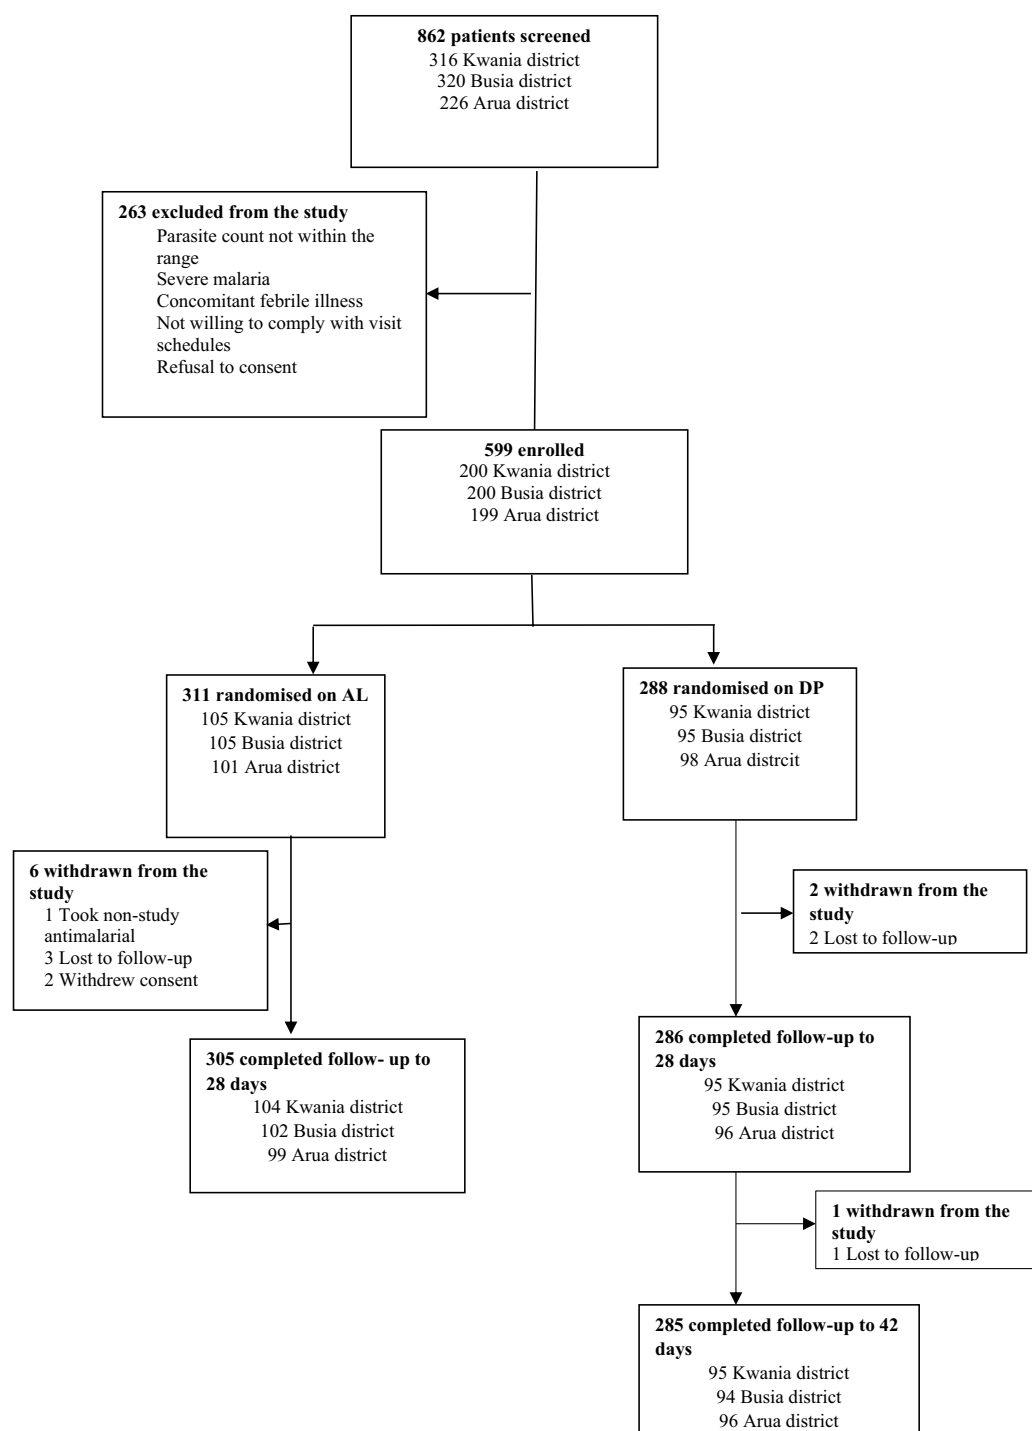 862 patients screened
316 Kwania district
320 Busia district
226 Arua district
263 excluded from the study
Parasite count not within the
range
Severe malaria
Concomitant febrile illness
Not willing to comply with visit
schedules
Refusal to consent
599 enrolled
200 Kwania district
200 Busia district
199 Arua district
311 randomised on AL
105 Kwania district
105 Busia district
101 Arua district
288 randomised on DP
95 Kwania district
95 Busia district
98 Arua distrcit
6 withdrawn from the
study
1 Took non-study
antimalarial
3 Lost to follow-up
2 Withdrew consent
2 withdrawn from the
study
2 Lost to follow-up
305 completed follow- up to
28 days
104 Kwania district
102 Busia district
99 Arua district
286 completed follow-up to
28 days
95 Kwania district
95 Busia district
96 Arua district
1 withdrawn from the
study
1 Lost to follow-up
285 completed follow-up to 42
days
95 Kwania district
94 Busia district
96 Arua district